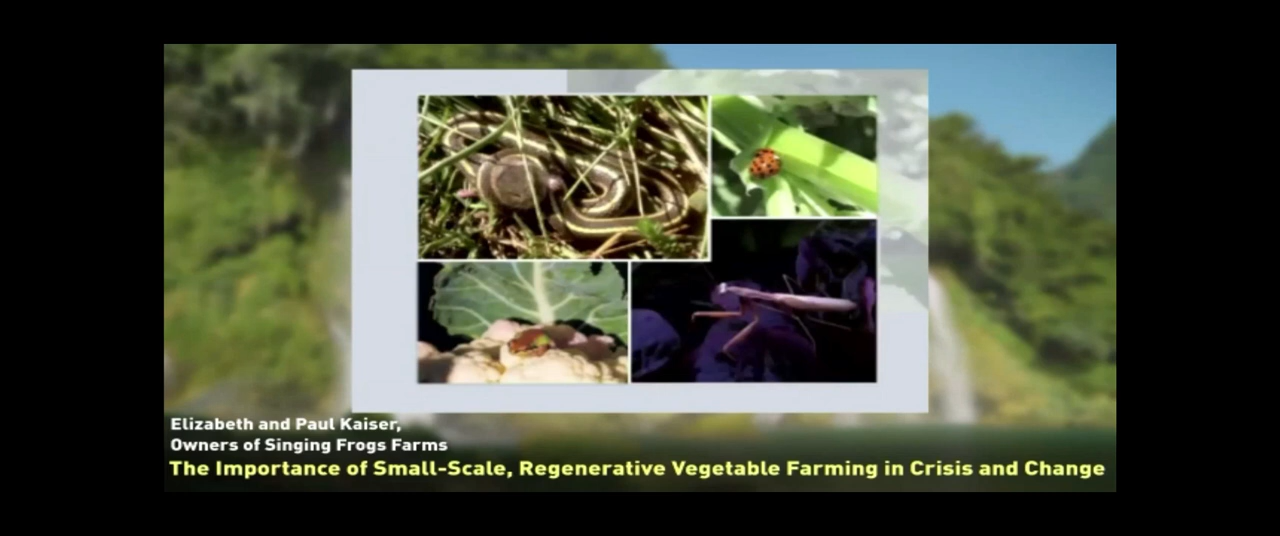 Elizabeth and Paul Kaiser,
Owners of Singing Frogs Farms
The Importance of Small-Scale, Regenerative Vegetable Farming in Crisis and Change